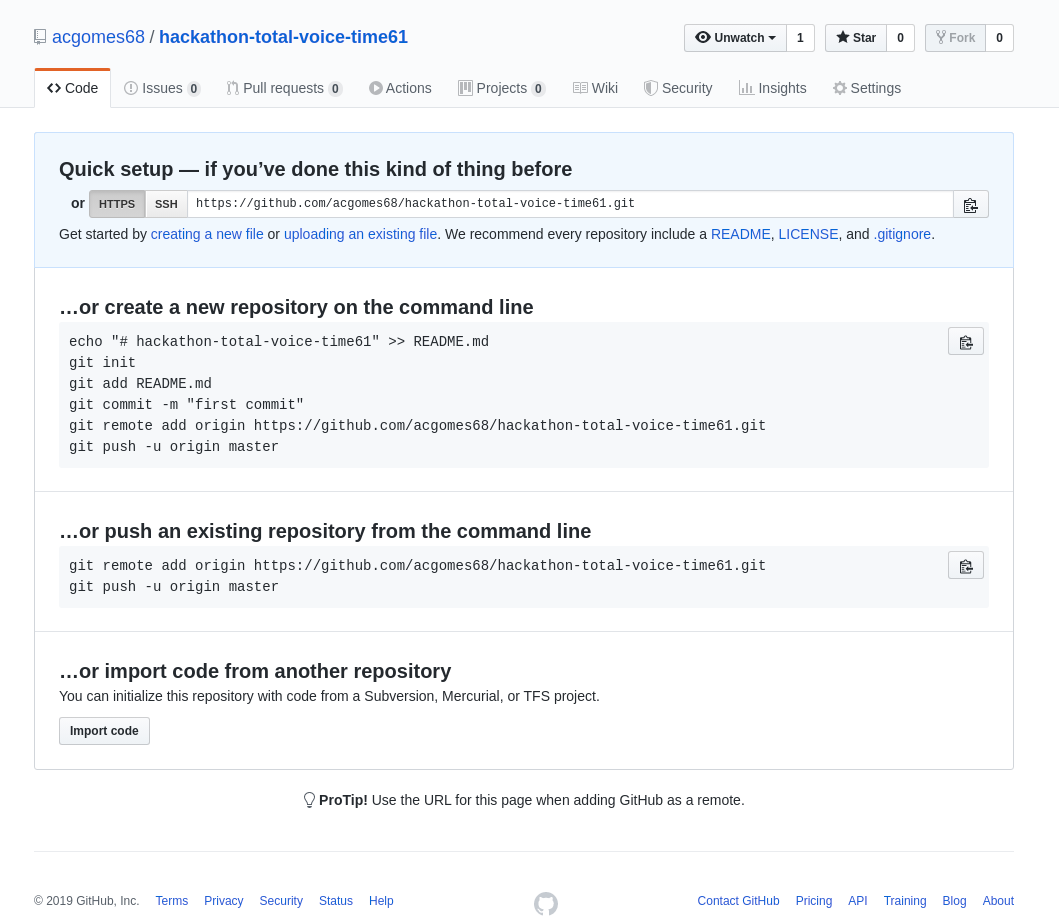 acgomes68 / hackathon-total-voice-time61
Unwatch 1 Star 0 Fork 0
Code Issues 0 Pull requests 0 Actions Projects 0 Wiki Security Insights Settings
Quick setup — if you’ve done this kind of thing before
or HTTPS SSH https://github.com/acgomes68/hackathon-total-voice-time61.git
Get started by creating a new file or uploading an existing file. We recommend every repository include a README, LICENSE, and .gitignore.
…or create a new repository on the command line
echo "# hackathon-total-voice-time61" >> README.md
git init
git add README.md
git commit -m "first commit"
git remote add origin https://github.com/acgomes68/hackathon-total-voice-time61.git
git push -u origin master
…or push an existing repository from the command line
git remote add origin https://github.com/acgomes68/hackathon-total-voice-time61.git
git push -u origin master
…or import code from another repository
You can initialize this repository with code from a Subversion, Mercurial, or TFS project.
Import code
ProTip! Use the URL for this page when adding GitHub as a remote.
© 2019 GitHub, Inc. Terms Privacy Security Status Help Contact GitHub Pricing API Training Blog About